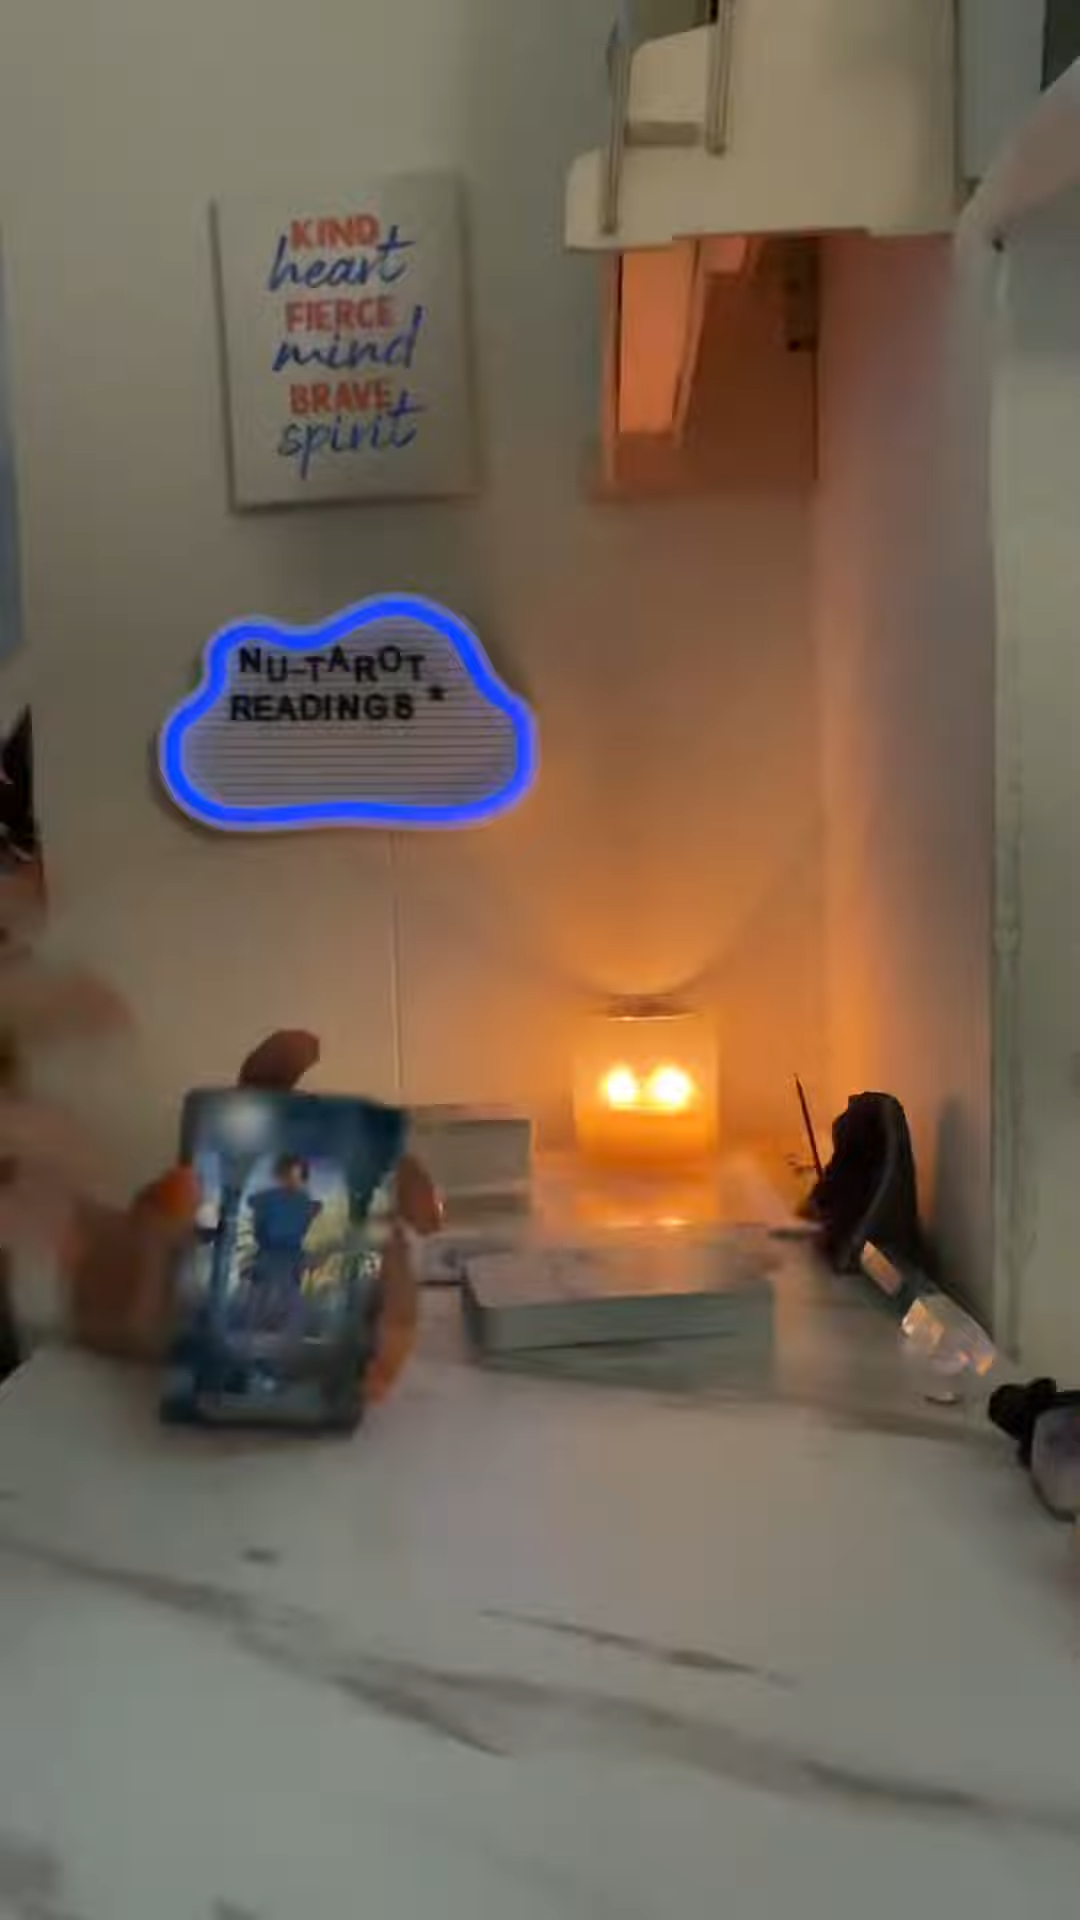 KIND
heart
FIERCE
mind
BRAVE
spirit
NU-TAROT
READINGS *